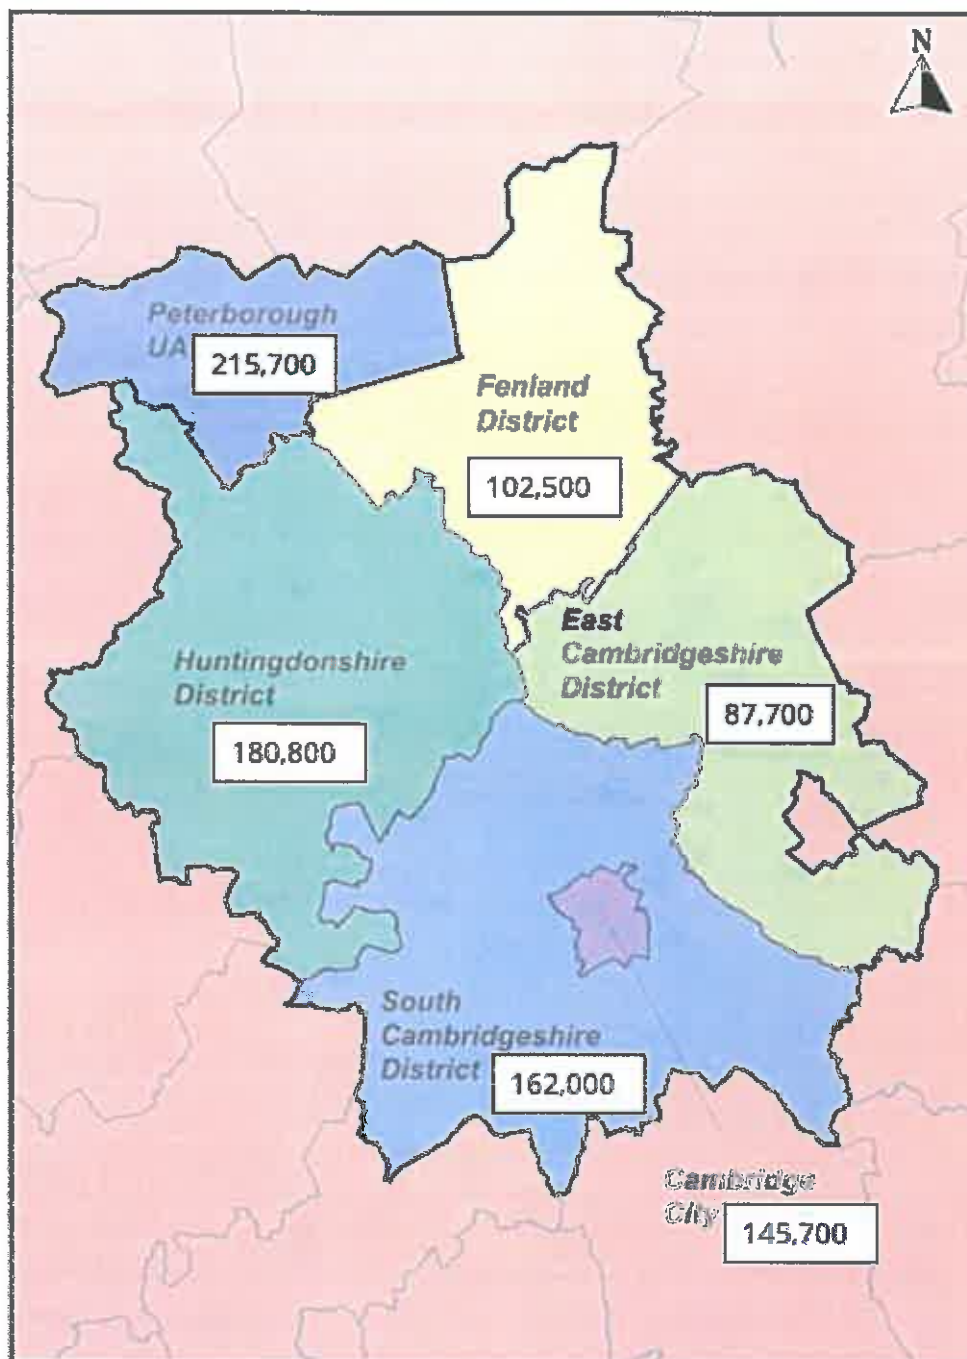 N
Peterborough
UA
215,700
Fenland
District
102,500
East
Cambridgeshire
District
87,700
Huntingdonshire
District
180,800
South
Cambridgeshire
District
162,000
Cambridge
City
145,700